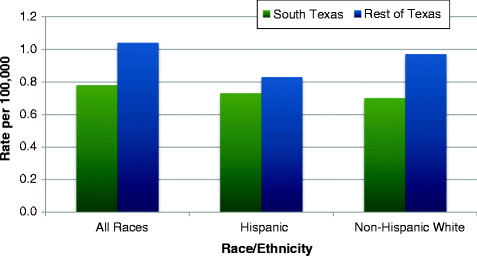 South Texas Rest of Texas
1.2
1.0
0.8
0.6
0.4
0.2
0.0
Rate per 100,000
All Races Hispanic Non-Hispanic White
Race/Ethnicity